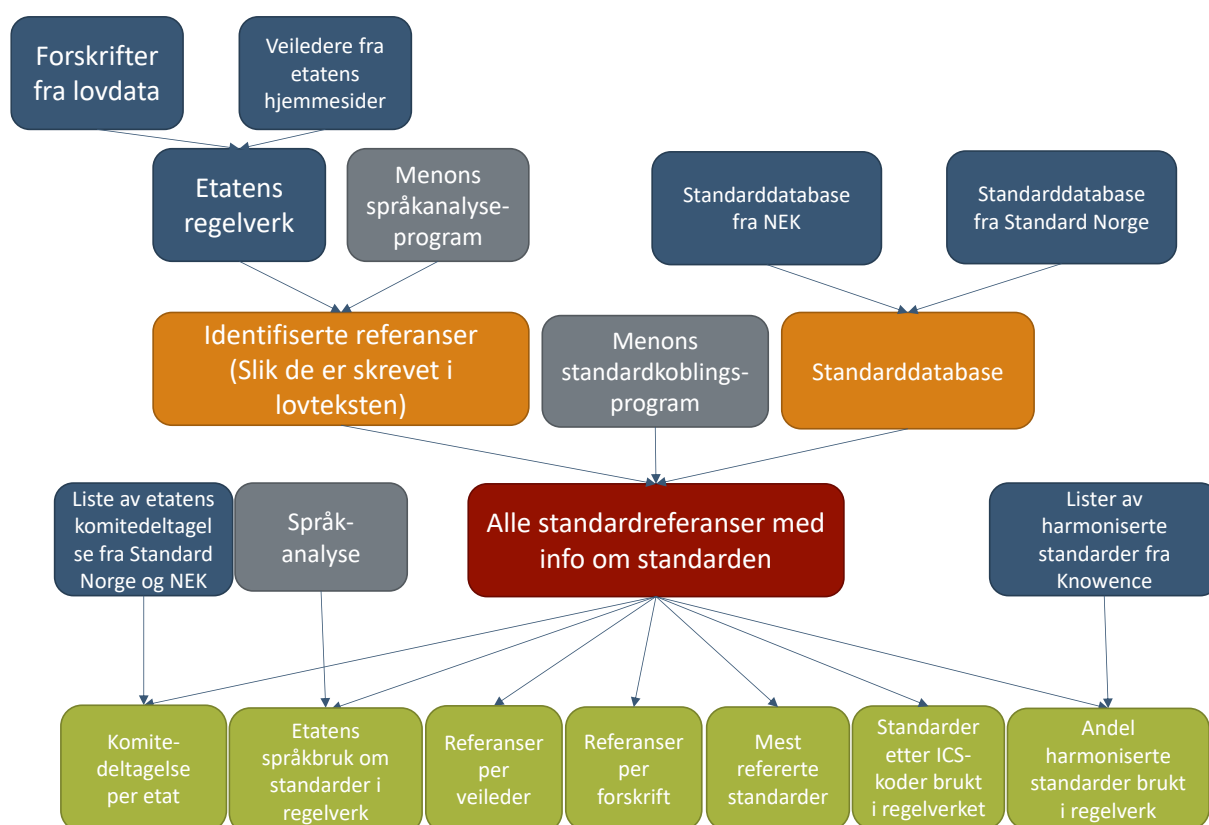 Forskrifter
fra lovdata
Veiledere fra
etatens
hjemmesider
Etatens
regelverk
Menons
språkanalyse-
program
Standarddatabase
fra NEK
Standarddatabase
fra Standard Norge
Identifiserte referanser
(Slik de er skrevet i
lovteksten)
Menons
standardkoblings-
program
Standarddatabase
Liste av etatens
komitedeltagel
se fra Standard
Norge og NEK
Språk-
analyse
Alle standardreferanser med
info om standarden
Lister av
harmoniserte
standarder fra
Knowence
Komite-
deltagelse
per etat
Etatens
språkbruk om
standarder i
regelverk
Referanser
per
veileder
Referanser
per
forskrift
Mest
refererte
standarder
Standarder
etter ICS-
koder brukt
i regelverket
Andel
harmoniserte
standarder brukt
i regelverk